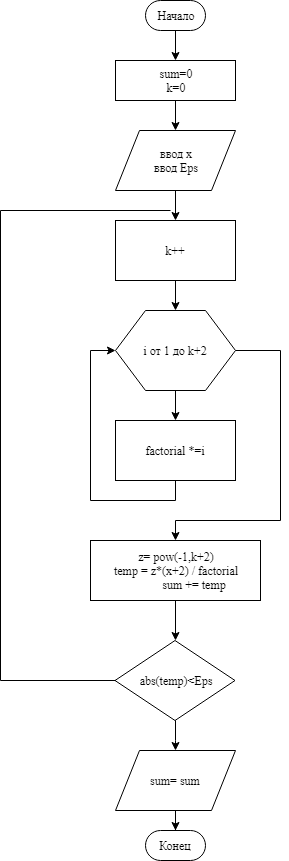 Начало
sum=0
k=0
ввод x
ввод Eps
k++
i от 1 до k+2
factorial *=i
z= pow(-1,k+2)
temp = z*(x+2) / factorial
sum += temp
abs(temp)<Eps
sum= sum
Конец